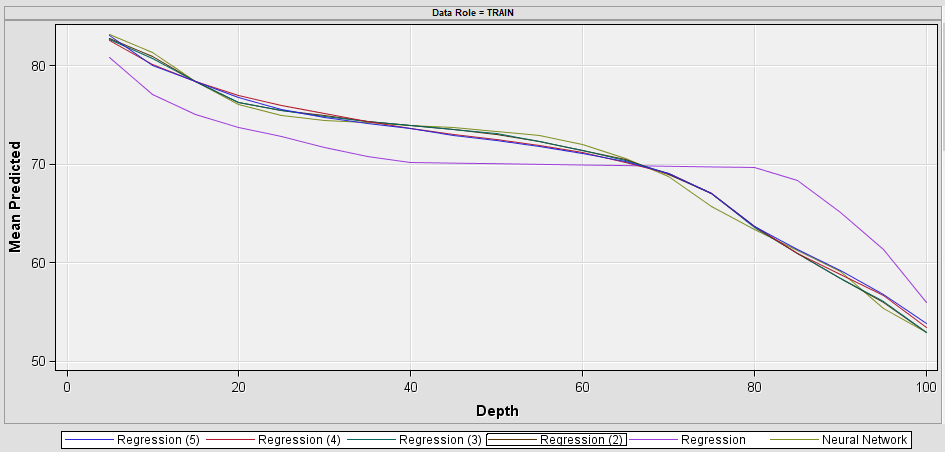 Data Role = TRAIN
80
70
60
50
Mean Predicted
0 20 40 60 80 100
Depth
Regression (5) Regression (4) Regression (3) Regression (2) Regression Neural Network